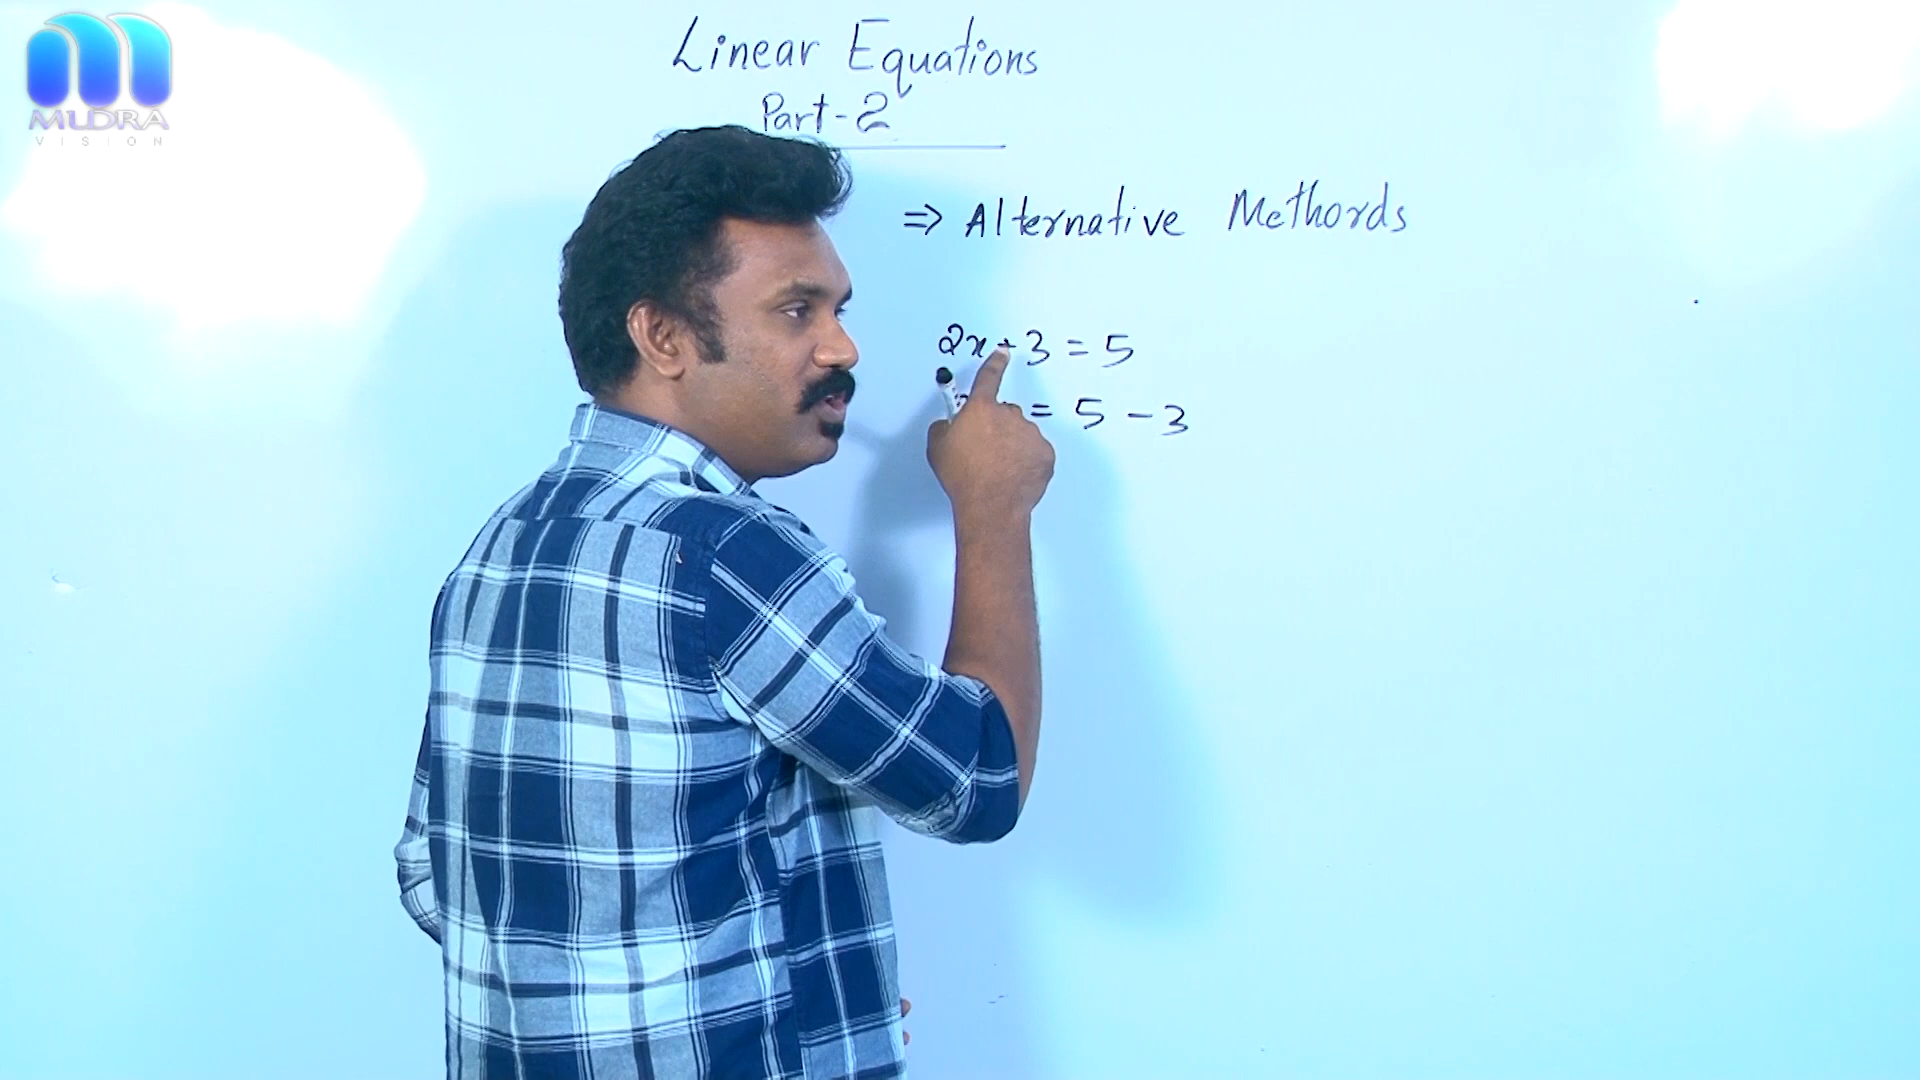 MUDRA
VISION
Linear Equations
Part-2
⇒ Alternative Methords
2x+3 = 5
= 5 - 3